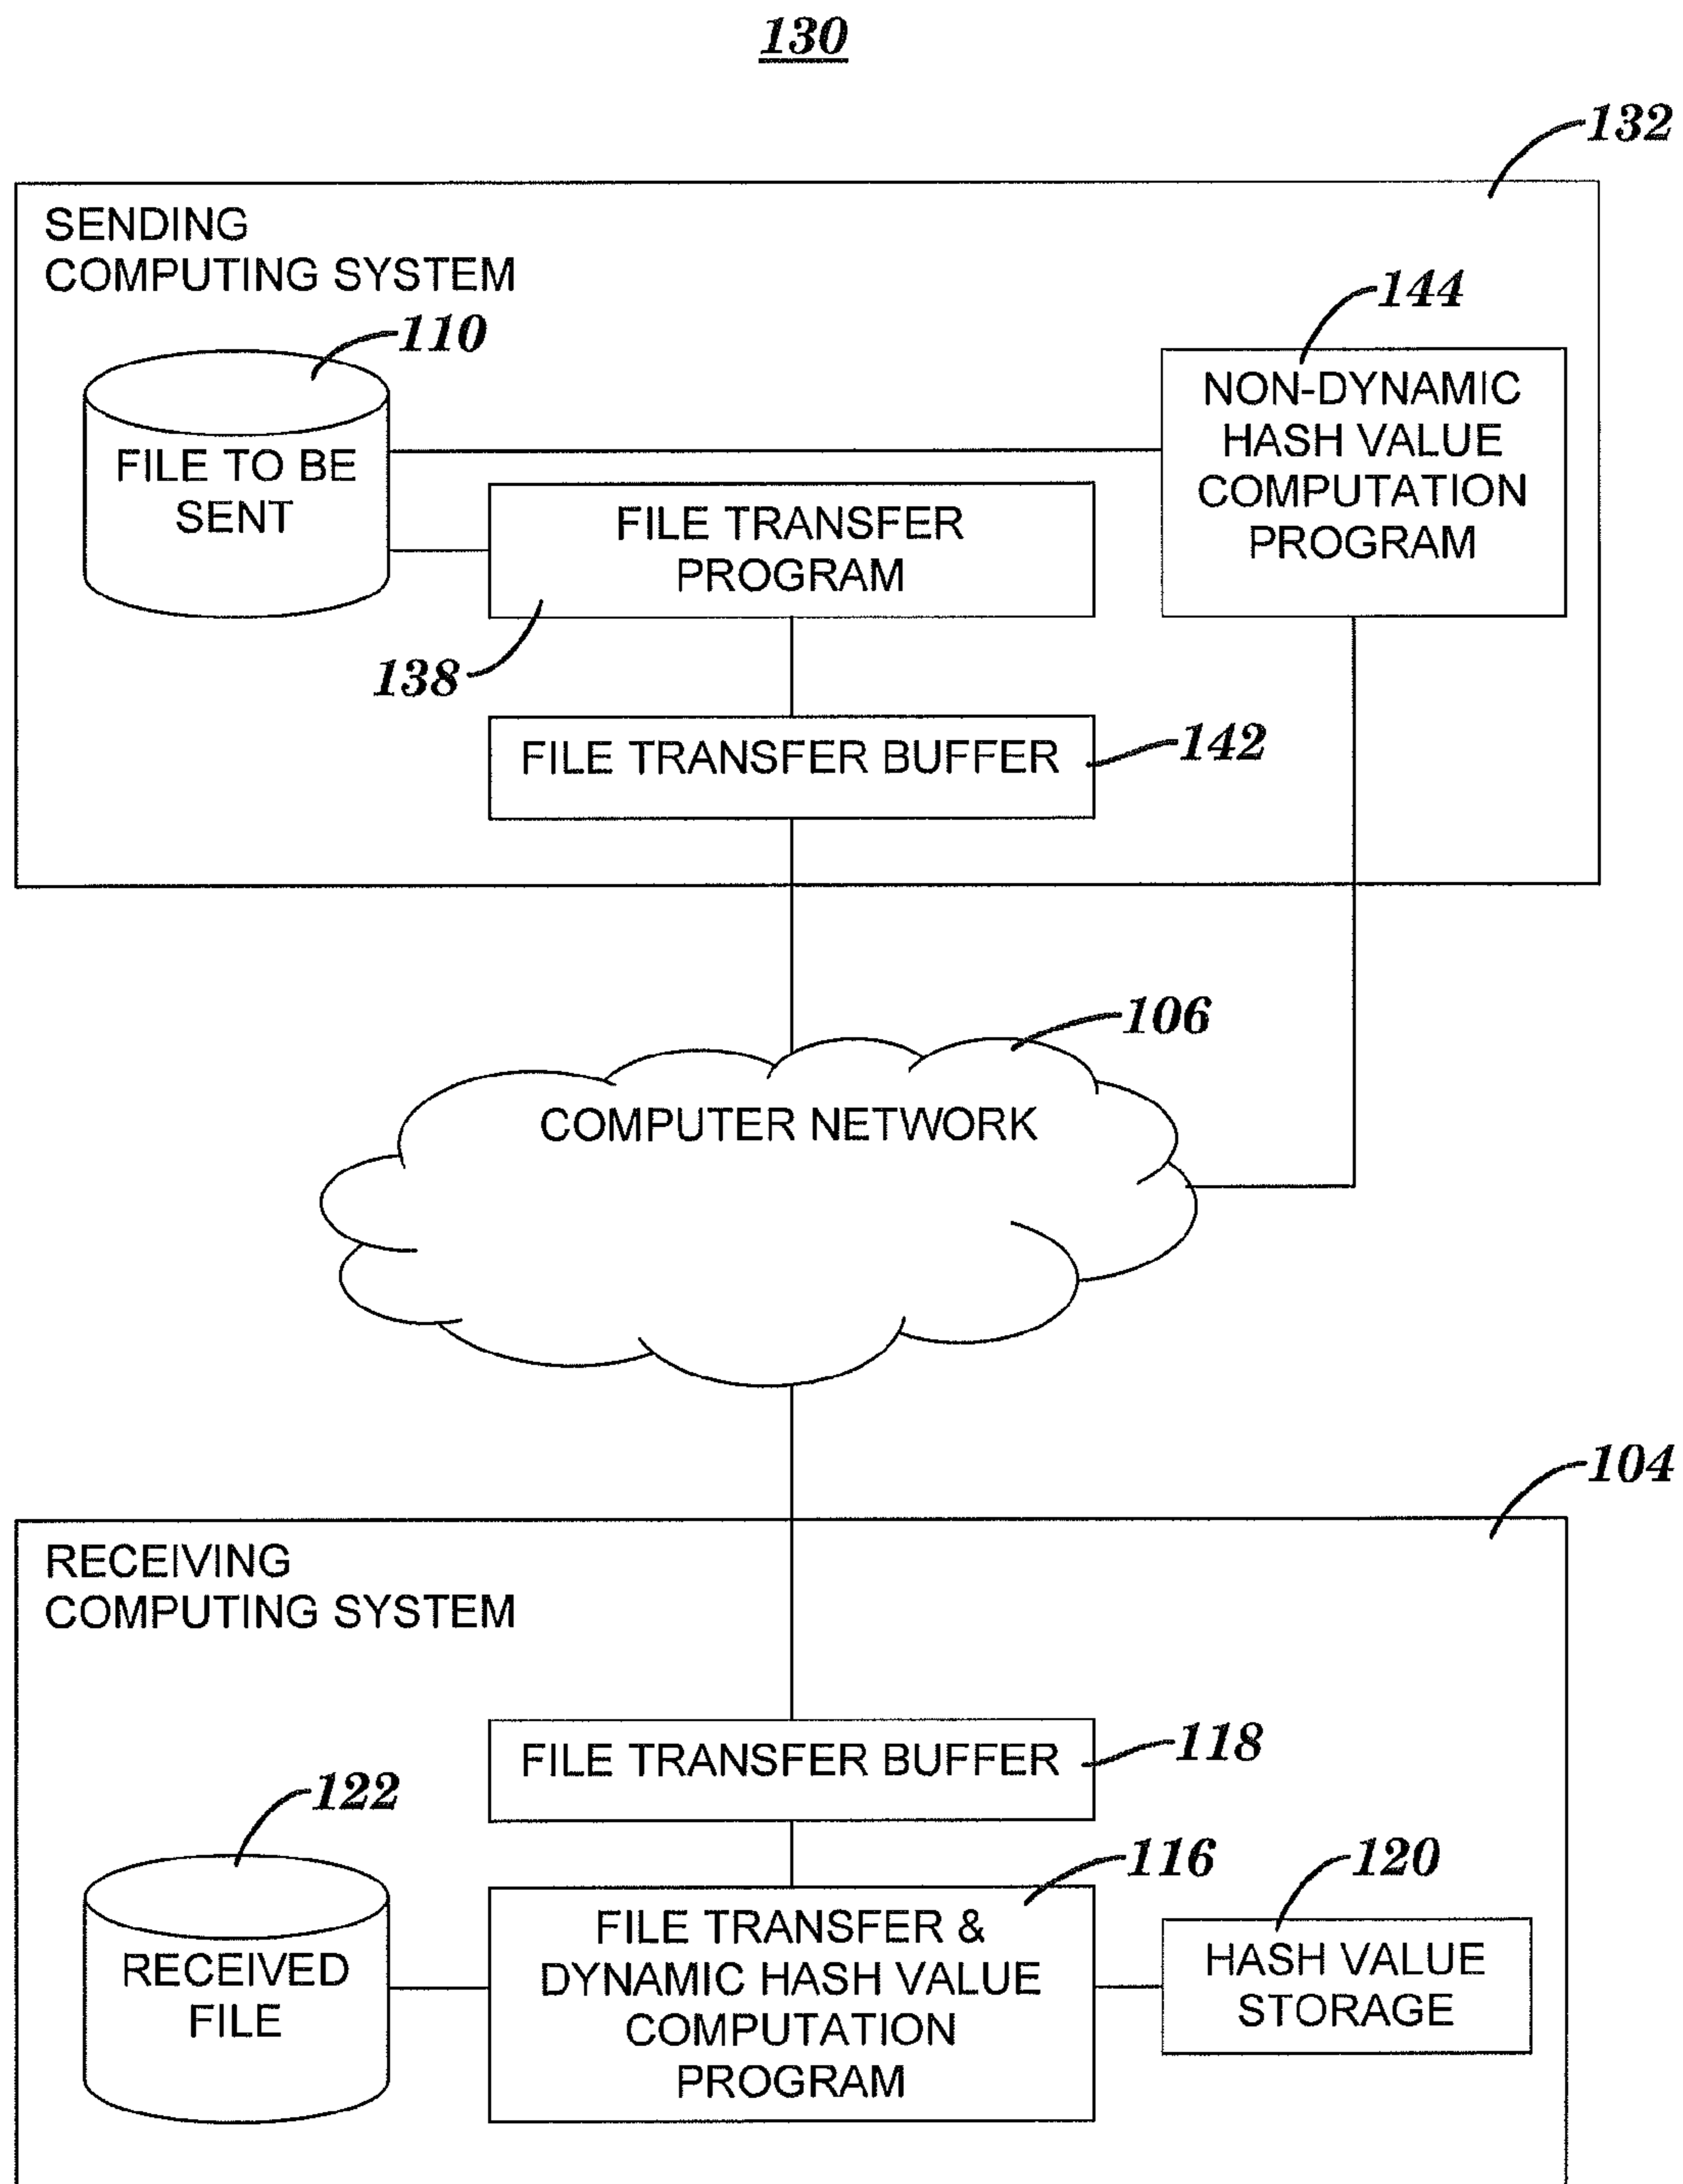 130
132
SENDING
COMPUTING SYSTEM
110
144
FILE TO BE
SENT
NON-DYNAMIC
HASH VALUE
COMPUTATION
PROGRAM
FILE TRANSFER
PROGRAM
138
FILE TRANSFER BUFFER
142
106
COMPUTER NETWORK
104
RECEIVING
COMPUTING SYSTEM
FILE TRANSFER BUFFER
118
122
116
120
RECEIVED
FILE
FILE TRANSFER &
DYNAMIC HASH VALUE
COMPUTATION
PROGRAM
HASH VALUE
STORAGE